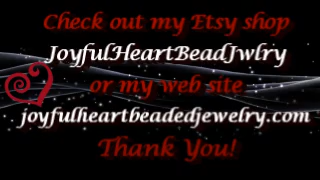 Check out my Etsy shop
JoyfulHeartBeadJwlry
or my web site
joyfulheartbeadedjewelry.com
Thank You!